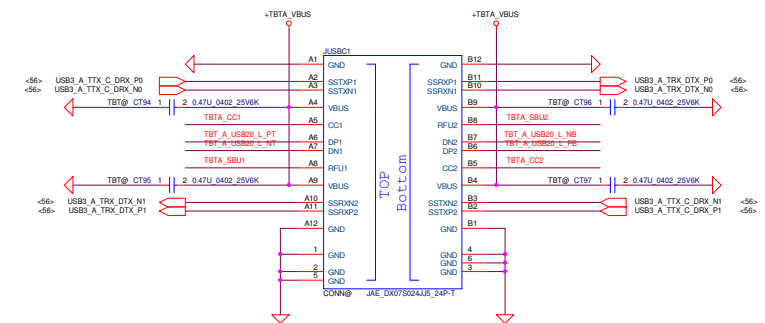 +TBTA_VBUS +TBTA_VBUS
JUSBC1
A1 GND GND B12
<56> USB3_A_TTX_C_DRX_P0 A2 SSTXP1 SSRXP1 B11 USB3_A_TRX_DTX_P0 <56>
<56> USB3_A_TTX_C_DRX_N0 A3 SSTXN1 SSRXN1 B10 USB3_A_TRX_DTX_N0 <56>
TBT@ CT94 1 2 0.47U_0402_25V6K A4 VBUS VBUS B9 TBT@ CT96 1 2 0.47U_0402_25V6K
TBTA_CC1 A5 CC1 RFU2 B8 TBTA_SBU2
TBT_A_USB20_L_PT A6 DP1 DN2 B7 TBT_A_USB20_L_NB
TBT_A_USB20_L_NT A7 DN1 DP2 B6 TBT_A_USB20_L_PB
TBTA_SBU1 A8 RFU1 CC2 B5 TBTA_CC2
TBT@ CT95 1 2 0.47U_0402_25V6K A9 VBUS VBUS B4 TBT@ CT97 1 2 0.47U_0402_25V6K
TOP
Bottom
<56> USB3_A_TRX_DTX_N1 A10 SSRXN2 SSTXN2 B3 USB3_A_TTX_C_DRX_N1 <56>
<56> USB3_A_TRX_DTX_P1 A11 SSRXP2 SSTXP2 B2 USB3_A_TTX_C_DRX_P1 <56>
A12 GND GND B1
1 GND GND 4
GND 6
2 GND GND 3
5 GND
CONN@ JAE_DX07S024JJ5_24P-T